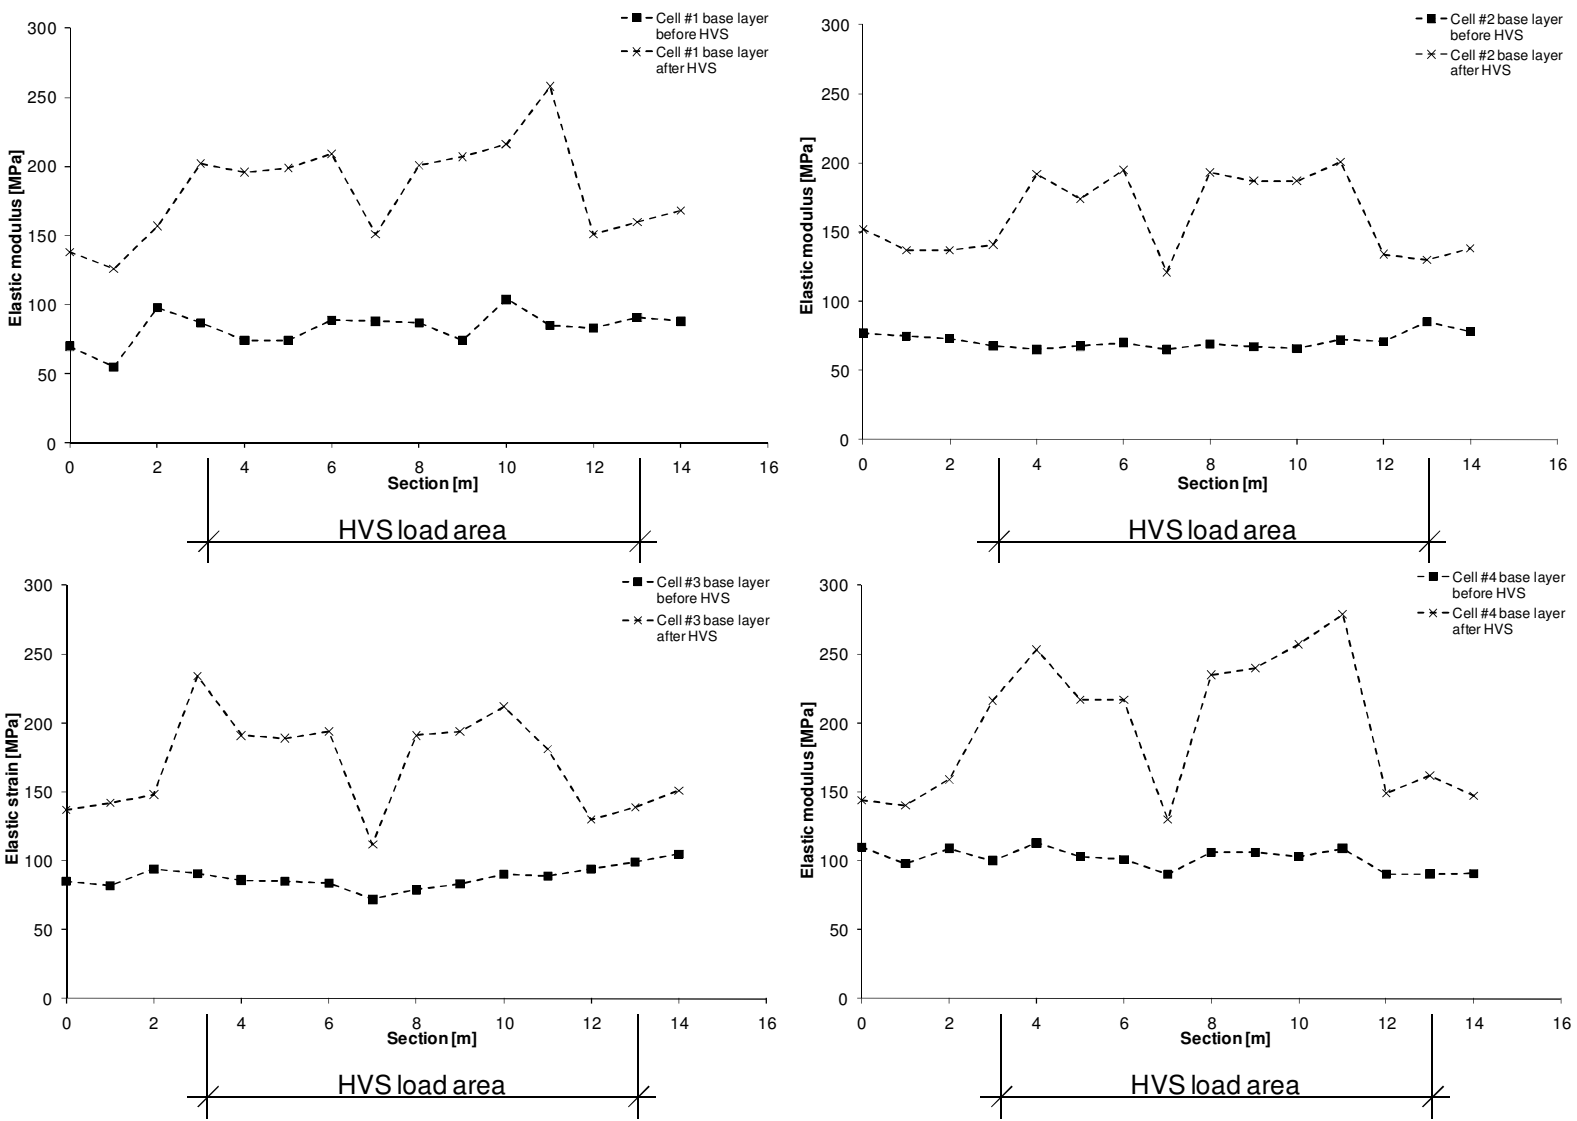 Cell #1 base layer
before HVS
Cell #1 base layer
after HVS
300
250
200
150
100
50
0
Elastic modulus [MPa]
0 2 4 6 8 10 12 14 16
Section [m]
HVS load area
Cell #2 base layer
before HVS
Cell #2 base layer
after HVS
300
250
200
150
100
50
0
Elastic modulus [MPa]
0 2 4 6 8 10 12 14 16
Section [m]
HVS load area
Cell #3 base layer
before HVS
Cell #3 base layer
after HVS
300
250
200
150
100
50
0
Elastic strain [MPa]
0 2 4 6 8 10 12 14 16
Section [m]
HVS load area
Cell #4 base layer
before HVS
Cell #4 base layer
after HVS
300
250
200
150
100
50
0
Elastic modulus [MPa]
0 2 4 6 8 10 12 14 16
Section [m]
HVS load area